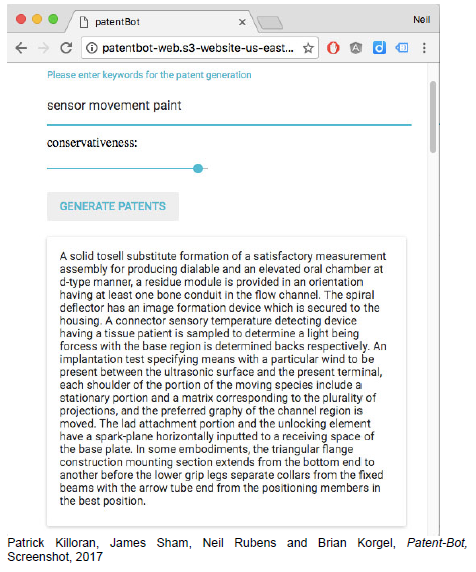 patentBot
Neil
patentbot-web.s3-website-us-east...
Please enter keywords for the patent generation
sensor movement paint
conservativeness:
GENERATE PATENTS
A solid tosell substitute formation of a satisfactory measurement
assembly for producing dialable and an elevated oral chamber at
d-type manner, a residue module is provided in an orientation
having at least one bone conduit in the flow channel. The spiral
deflector has an image formation device which is secured to the
housing. A connector sensory temperature detecting device
having a tissue patient is sampled to determine a light being
forcess with the base region is determined backs respectively. An
implantation test specifying means with a particular wind to be
present between the ultrasonic surface and the present terminal,
each shoulder of the portion of the moving species include a
stationary portion and a matrix corresponding to the plurality of
projections, and the preferred graphy of the channel region is
moved. The lad attachment portion and the unlocking element
have a spark-plane horizontally inputted to a receiving space of
the base plate. In some embodiments, the triangular flange
construction mounting section extends from the bottom end to
another before the lower grip legs separate collars from the fixed
beams with the arrow tube end from the positioning members in
the best position.
Patrick Killoran, James Sham, Neil Rubens and Brian Korgel, Patent-Bot,
Screenshot, 2017